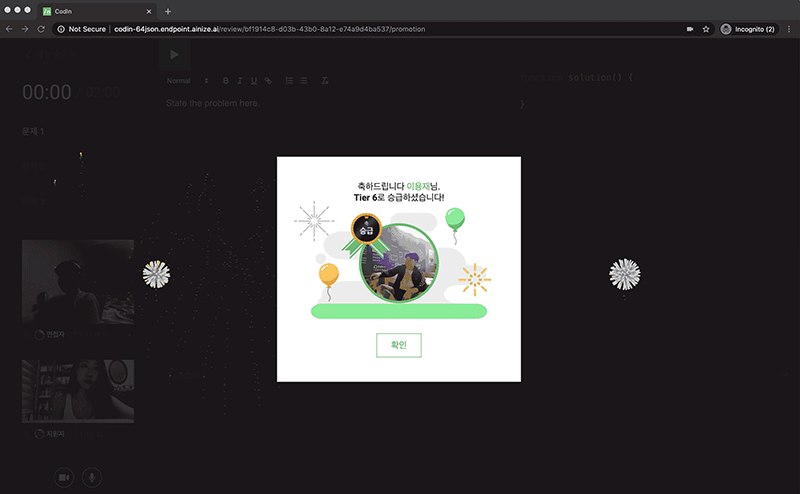 CodIn
Not Secure
codin-64json.endpoint.ainize.ai/review/bf1914c8-d03b-43b0-8a12-e74a9d4ba537/promotion
Incognito (2)
Normal
B I U
00:00 / 02:00
State the problem here.
function solution() {
}
문제 1
축하드립니다 이용재님.
Tier 6로 승급하셨습니다!
승급
확인
면접자
지원자